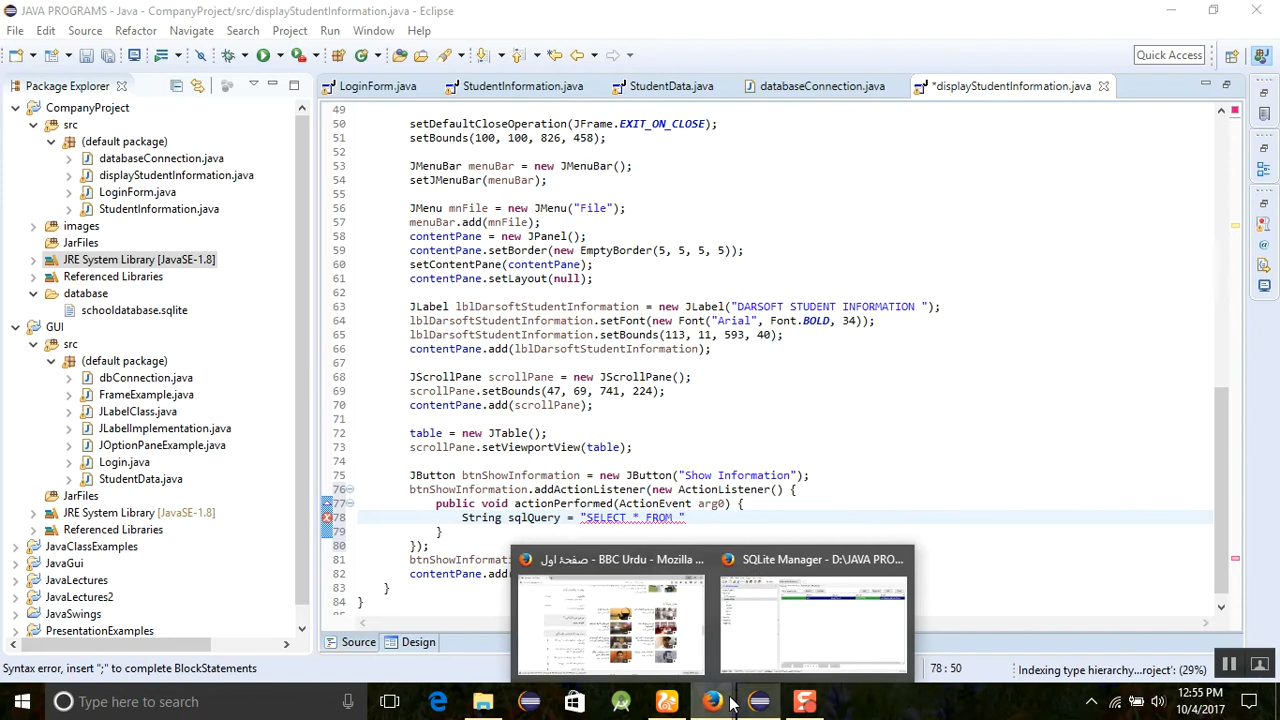 JAVA PROGRAMS - Java - CompanyProject/src/displayStudentInformation.java - Eclipse
File Edit Source Refactor Navigate Search Project Run Window Help
Quick Access
Package Explorer
LoginForm.java StudentInformation.java StudentData.java databaseConnection.java *displayStudentInformation.java
CompanyProject
src
(default package)
databaseConnection.java
displayStudentInformation.java
LoginForm.java
StudentInformation.java
images
JarFiles
JRE System Library [JavaSE-1.8]
Referenced Libraries
database
schooldatabase.sqlite
GUI
src
(default package)
dbConnection.java
FrameExample.java
JLabelClass.java
JLabelImplementation.java
JOptionPaneExample.java
Login.java
StudentData.java
JarFiles
JRE System Library [JavaSE-1.8]
Referenced Libraries
JavaClassExamples
JavaGui
JavaLectures
JavaLectures2
JavaSwings
PresentationExamples
49
50 setDefaultCloseOperation(JFrame.EXIT_ON_CLOSE);
51 setBounds(100, 100, 826, 458);
52
53 JMenuBar menuBar = new JMenuBar();
54 setJMenuBar(menuBar);
55
56 JMenu mnFile = new JMenu("File");
57 menuBar.add(mnFile);
58 contentPane = new JPanel();
59 contentPane.setBorder(new EmptyBorder(5, 5, 5, 5));
60 setContentPane(contentPane);
61 contentPane.setLayout(null);
62
63 JLabel lblDarsoftStudentInformation = new JLabel("DARSOFT STUDENT INFORMATION ");
64 lblDarsoftStudentInformation.setFont(new Font("Arial", Font.BOLD, 34));
65 lblDarsoftStudentInformation.setBounds(113, 11, 593, 40);
66 contentPane.add(lblDarsoftStudentInformation);
67
68 JScrollPane scrollPane = new JScrollPane();
69 scrollPane.setBounds(47, 69, 741, 224);
70 contentPane.add(scrollPane);
71
72 table = new JTable();
73 scrollPane.setViewportView(table);
74
75 JButton btnShowInformation = new JButton("Show Information");
76 btnShowInformation.addActionListener(new ActionListener() {
77 public void actionPerformed(ActionEvent arg0) {
78 String sqlQuery = "SELECT * FROM "
79 }
80 });
81 btnShowInforma
82 contentPane.add
83 }
84 }
صفحۂ اول - BBC Urdu - Mozilla ... SQLite Manager - D:\JAVA PRO...
Source Design
Syntax error, insert ";" to complete BlockStatements
78:50
Indexing type hierarchy project's (29%)
Type here to search
12:55 PM
10/4/2017